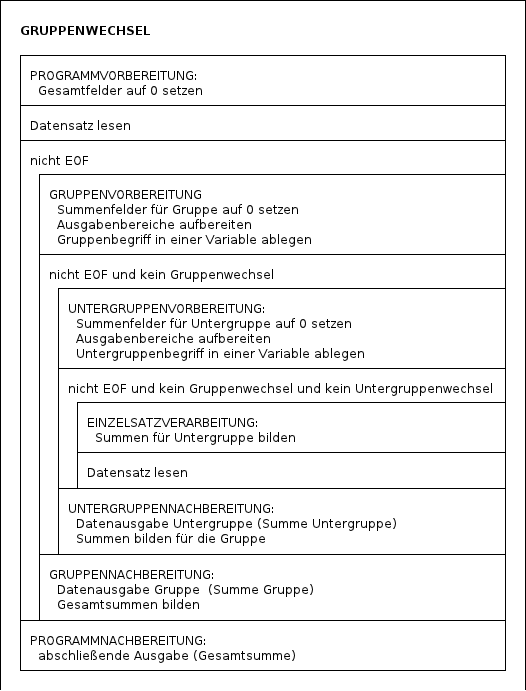 GRUPPENWECHSEL
PROGRAMMVORBEREITUNG:
Gesamtfelder auf 0 setzen
Datensatz lesen
nicht EOF
GRUPPENVORBEREITUNG
Summenfelder für Gruppe auf 0 setzen
Ausgabenbereiche aufbereiten
Gruppenbegriff in einer Variable ablegen
nicht EOF und kein Gruppenwechsel
UNTERGRUPPENVORBEREITUNG:
Summenfelder für Untergruppe auf 0 setzen
Ausgabenbereiche aufbereiten
Untergruppenbegriff in einer Variable ablegen
nicht EOF und kein Gruppenwechsel und kein Untergruppenwechsel
EINZELSATZVERARBEITUNG:
Summen für Untergruppe bilden
Datensatz lesen
UNTERGRUPPENNACHBEREITUNG:
Datenausgabe Untergruppe (Summe Untergruppe)
Summen bilden für die Gruppe
GRUPPENNACHBEREITUNG:
Datenausgabe Gruppe  (Summe Gruppe)
Gesamtsummen bilden
PROGRAMMNACHBEREITUNG:
abschließende Ausgabe (Gesamtsumme)